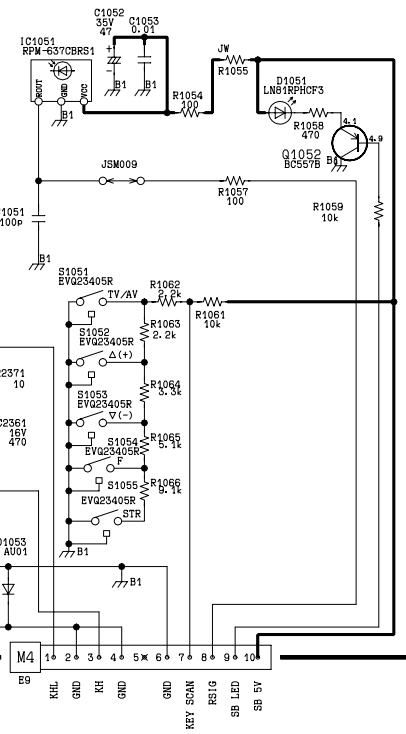 C1052
35V
47
C1053
0.01
IC1051
RPM-637CBRS1
ROUT
GND
VCC
B1
B1
B1
R1054
100
JW
R1055
D1051
LN81RPHCF3
R1058
470
4.1
4.9
Q1052
BC557B
B1
JSM009
R1057
100
R1059
10k
1051
100p
B1
S1051
EVQ23405R
TV/AV
R1062
2.2k
R1061
10k
S1052
EVQ23405R
△(+)
R1063
2.2k
S1053
EVQ23405R
▽(-)
R1064
3.3k
S1054
EVQ23405R
F
R1065
5.1k
S1055
EVQ23405R
STR
R1066
9.1k
B1
2371
10
C2361
16V
470
D1053
AU01
B1
M4
E9
1 2 3 4 5 6 7 8 9 10
KHL
GND
KH
GND
GND
KEY SCAN
RSIG
SB LED
SB 5V